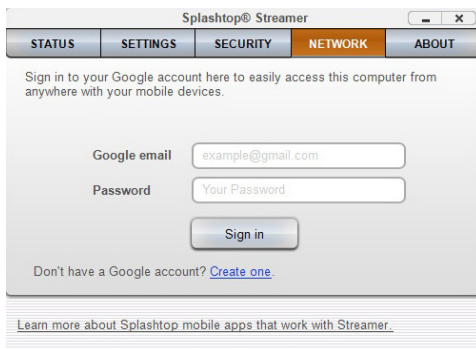 Splashtop® Streamer
STATUS SETTINGS SECURITY NETWORK ABOUT
Sign in to your Google account here to easily access this computer from
anywhere with your mobile devices.
Google email example@gmail.com
Password Your Password
Sign in
Don't have a Google account? Create one.
Learn more about Splashtop mobile apps that work with Streamer.